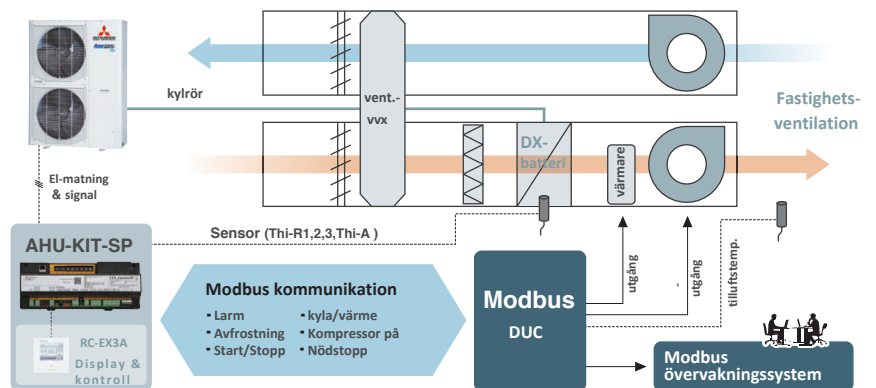 MITSUBISHI
kylrör
vent.-
vvx
DX-
batteri
värmare
Fastighets-
ventilation
El-matning
& signal
Sensor (Thi-R1,2,3,Thi-A )
AHU-KIT-SP
RC-EX3A
Display &
kontroll
Modbus kommunikation
• Larm
• Avfrostning
• Start/Stopp
• kyla/värme
• Kompressor på
• Nödstopp
Modbus
DUC
utgång
-
utgång
tilluftstemp.
Modbus
övervakningssystem